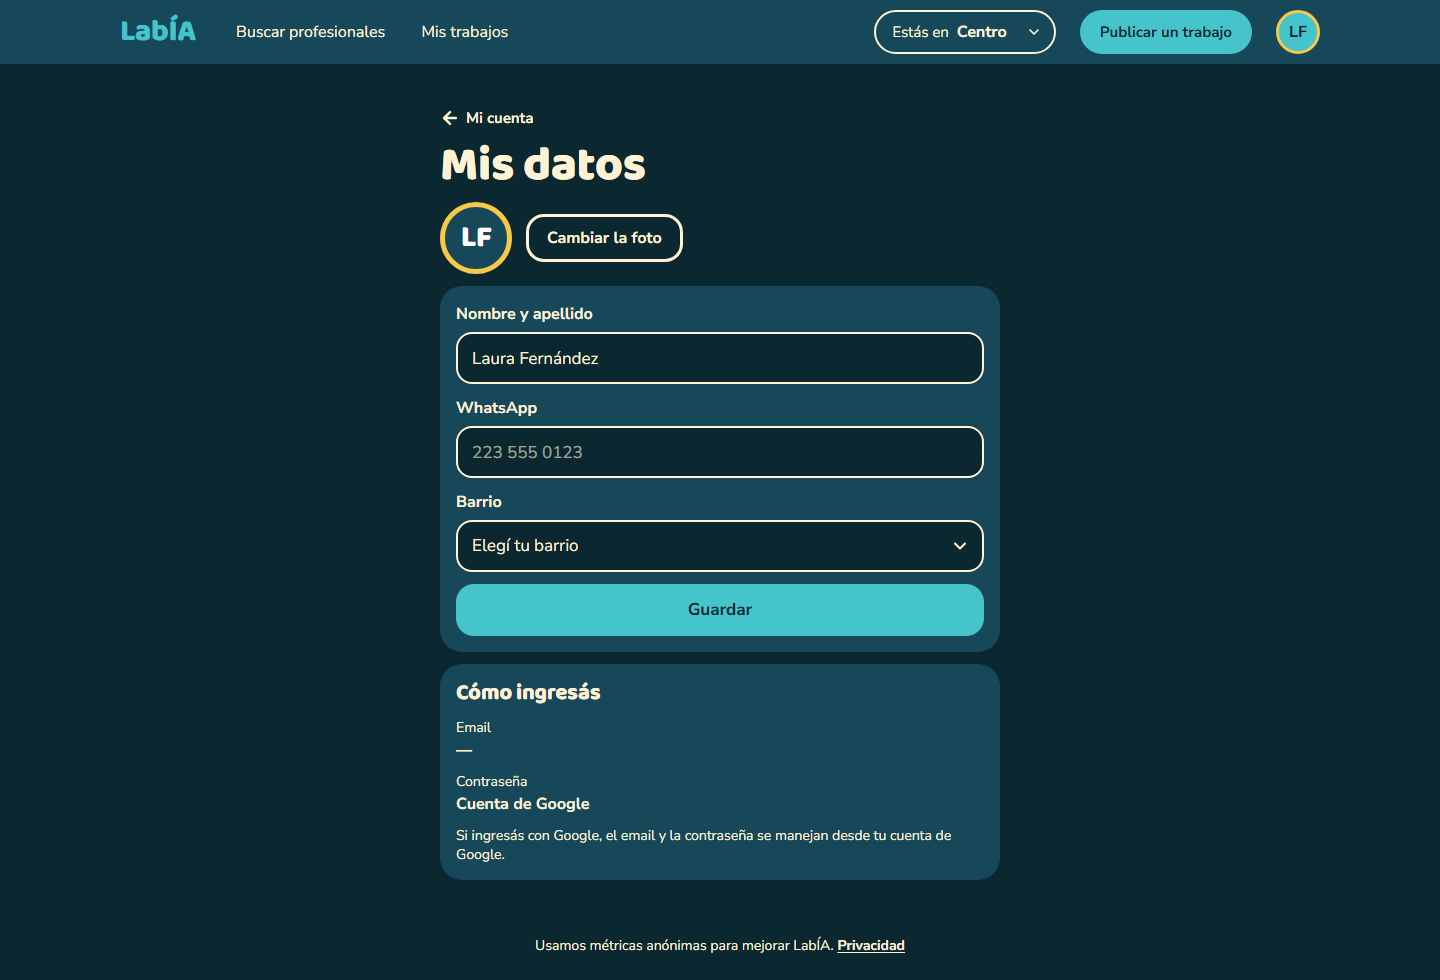 LabÍA
Buscar profesionales
Mis trabajos
Estás en Centro
Publicar un trabajo
LF
Mi cuenta
Mis datos
LF
Cambiar la foto
Nombre y apellido
Laura Fernández
WhatsApp
223 555 0123
Barrio
Elegí tu barrio
Guardar
Cómo ingresás
Email
—
Contraseña
Cuenta de Google
Si ingresás con Google, el email y la contraseña se manejan desde tu cuenta de
Google.
Usamos métricas anónimas para mejorar LabÍA. Privacidad